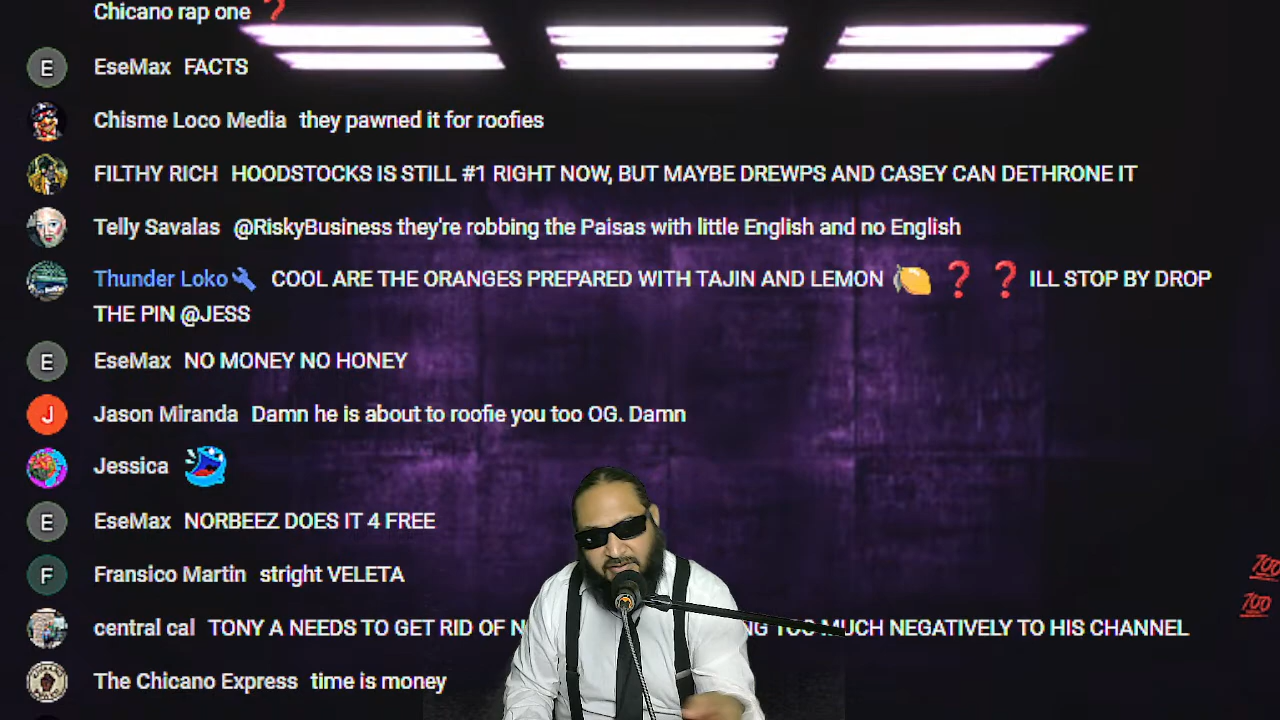 Chicano rap one ❓
E EseMax FACTS
Chisme Loco Media they pawned it for roofies
FILTHY RICH HOODSTOCKS IS STILL #1 RIGHT NOW, BUT MAYBE DREWPS AND CASEY CAN DETHRONE IT
Telly Savalas @RiskyBusiness they're robbing the Paisas with little English and no English
Thunder Loko🔧 COOL ARE THE ORANGES PREPARED WITH TAJIN AND LEMON 🍋 ❓ ❓ ILL STOP BY DROP
THE PIN @JESS
E EseMax NO MONEY NO HONEY
J Jason Miranda Damn he is about to roofie you too OG. Damn
Jessica
E EseMax NORBEEZ DOES IT 4 FREE
F Fransico Martin stright VELETA
💯
💯
central cal TONY A NEEDS TO GET RID OF TOO MUCH NEGATIVELY TO HIS CHANNEL
The Chicano Express time is money